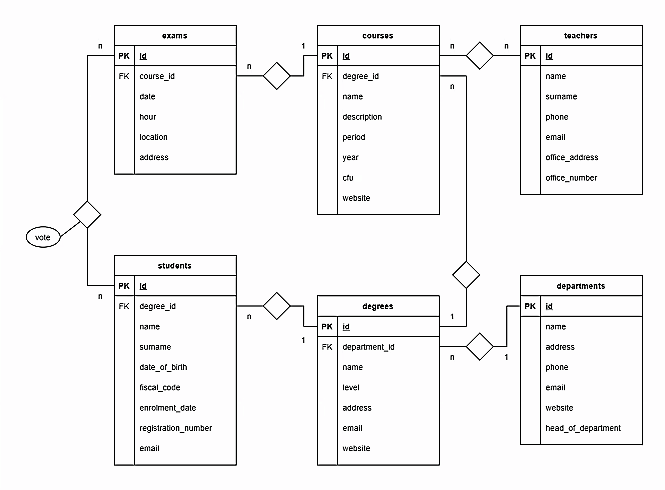 exams
PK id
FK course_id
date
hour
location
address
courses
PK id
FK degree_id
name
description
period
year
cfu
website
teachers
PK id
name
surname
phone
email
office_address
office_number
n
n
1
n
n
n
vote
n
students
PK id
FK degree_id
name
surname
date_of_birth
fiscal_code
enrolment_date
registration_number
email
n
1
degrees
PK id
FK department_id
name
level
address
email
website
1
n
1
departments
PK id
name
address
phone
email
website
head_of_department